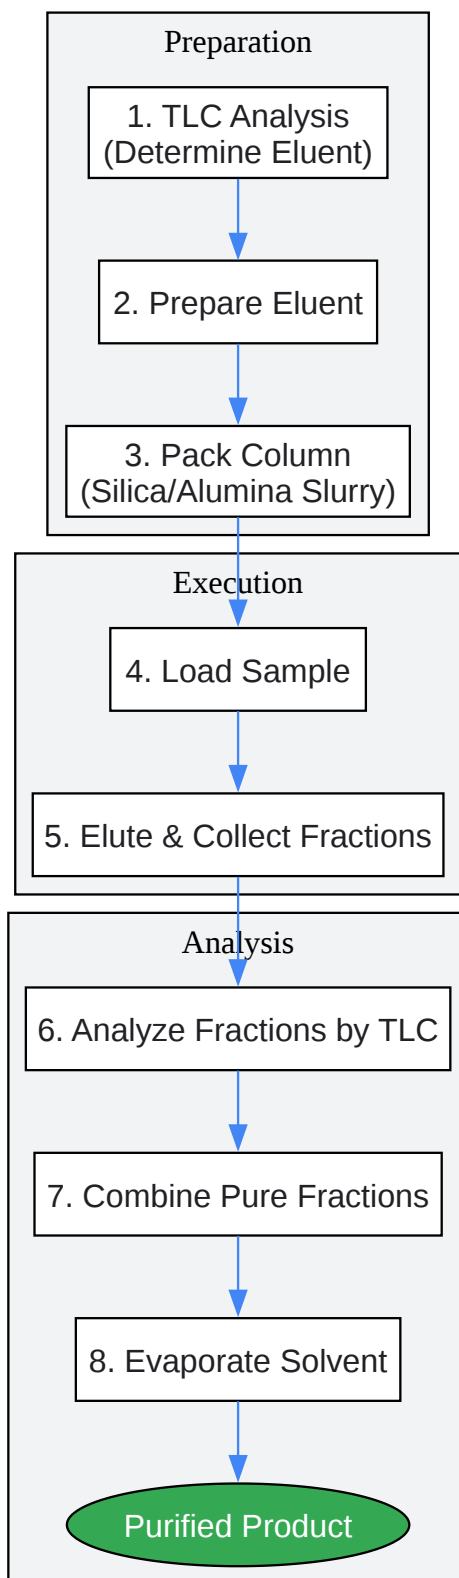 Preparation
1. TLC Analysis
(Determine Eluent)
2. Prepare Eluent
3. Pack Column
(Silica/Alumina Slurry)
Execution
4. Load Sample
5. Elute & Collect Fractions
Analysis
6. Analyze Fractions by TLC
7. Combine Pure Fractions
8. Evaporate Solvent
Purified Product